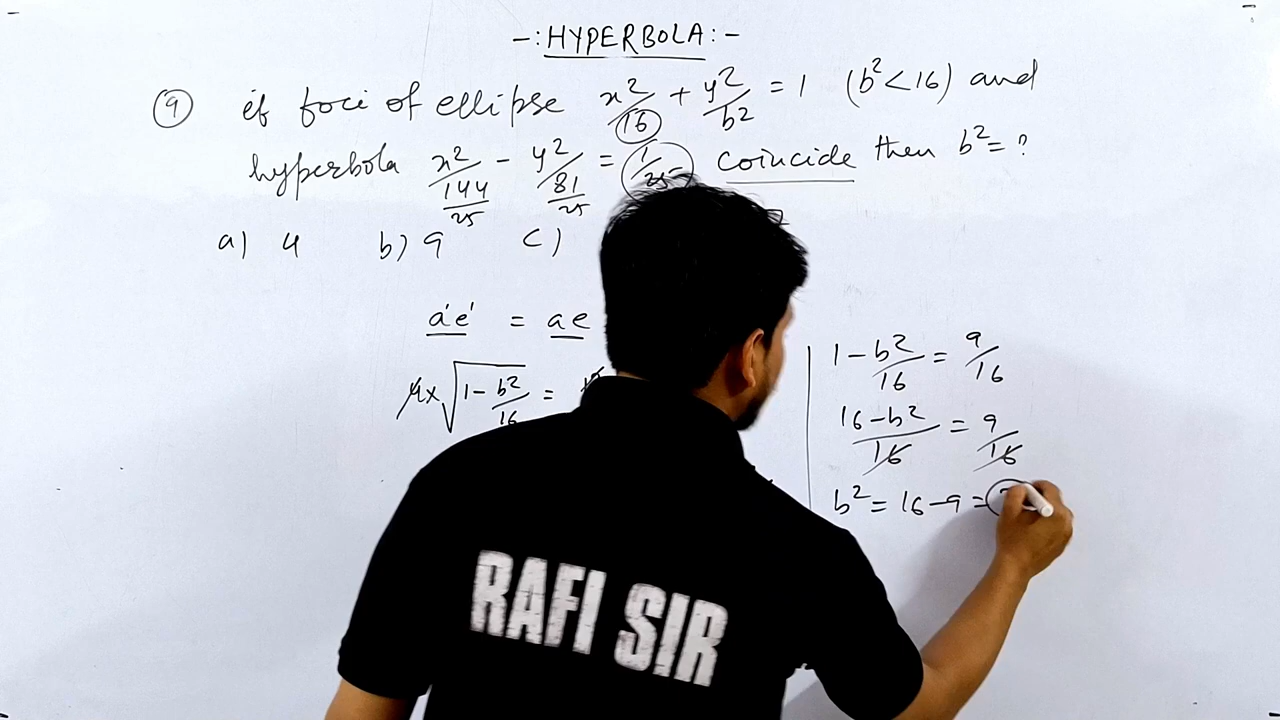 -: HYPERBOLA :-
9 if foci of ellipse x²/16 + y²/b² = 1 (b² < 16) and
hyperbola x²/(144/25) - y²/(81/25) = 1/25 coincide then b² = ?
a) 4 b) 9 c)
a'e' = ae
4 x √(1 - b²/16) =
1 - b²/16 = 9/16
16 - b²/16 = 9/16
b² = 16 - 9 =
RAFI SIR